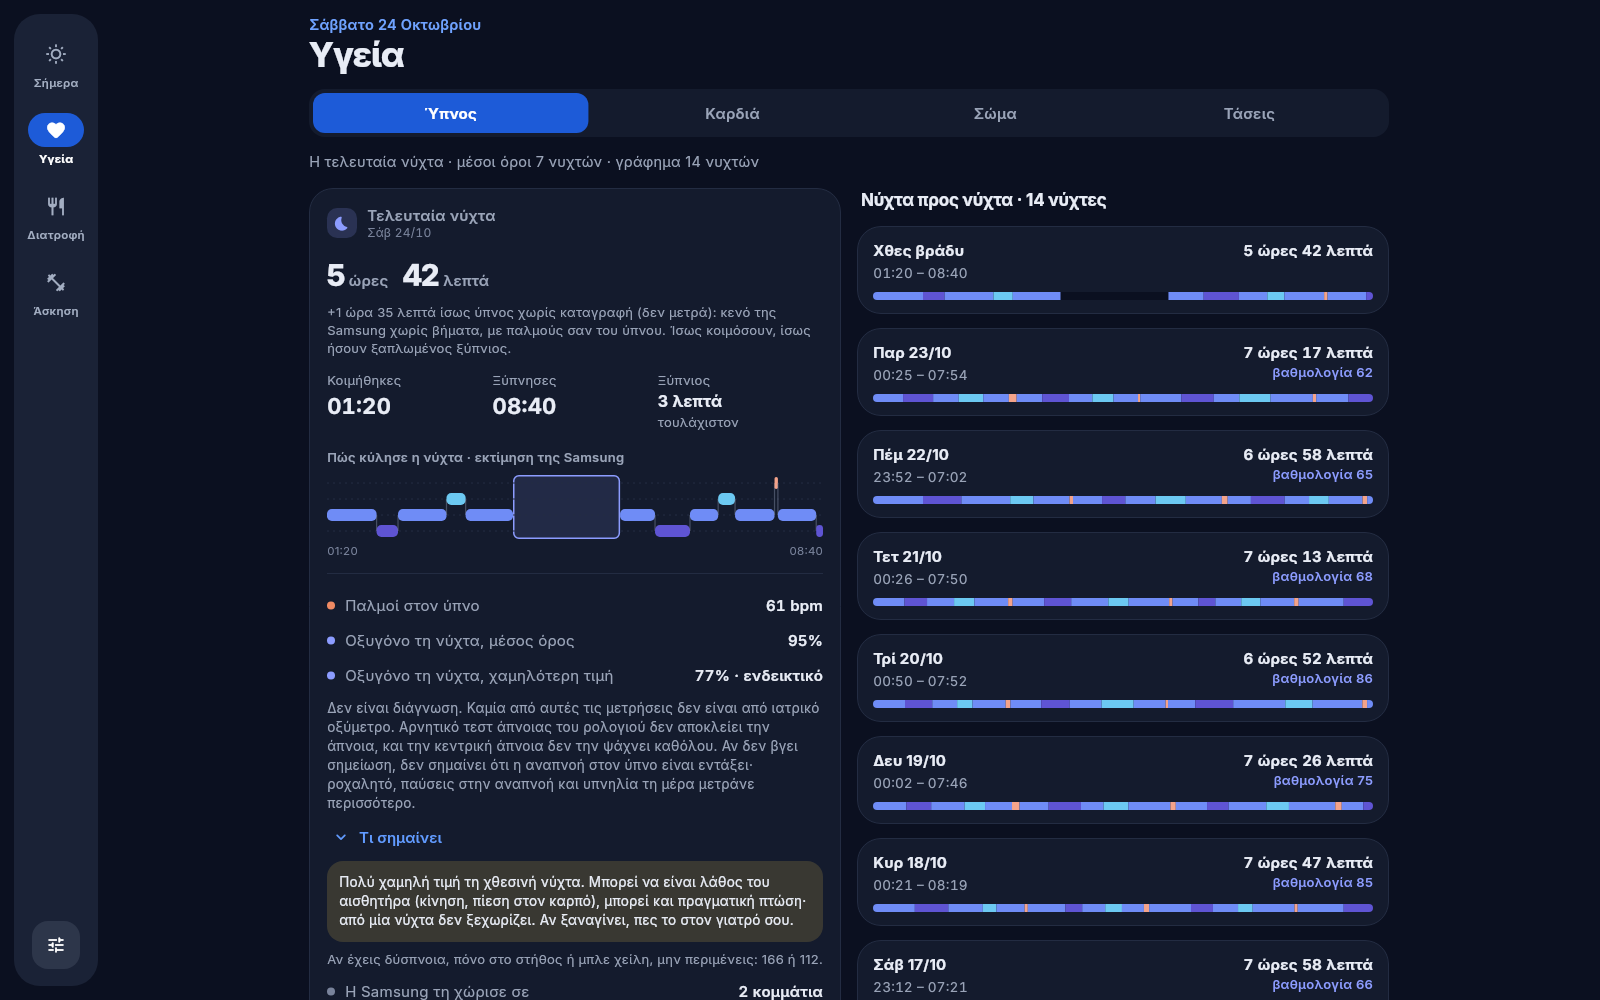 Σήμερα
Υγεία
Διατροφή
Άσκηση
Σάββατο 24 Οκτωβρίου
Υγεία
Ύπνος
Καρδιά
Σώμα
Τάσεις
Η τελευταία νύχτα · μέσοι όροι 7 νυχτών · γράφημα 14 νυχτών
Τελευταία νύχτα
Σάβ 24/10
5 ώρες 42 λεπτά
+1 ώρα 35 λεπτά ίσως ύπνος χωρίς καταγραφή (δεν μετρά): κενό της
Samsung χωρίς βήματα, με παλμούς σαν του ύπνου. Ίσως κοιμόσουν, ίσως
ήσουν ξαπλωμένος ξύπνιος.
Κοιμήθηκες
01:20
Ξύπνησες
08:40
Ξύπνιος
3 λεπτά
τουλάχιστον
Πώς κύλησε η νύχτα · εκτίμηση της Samsung
01:20
08:40
Παλμοί στον ύπνο
61 bpm
Οξυγόνο τη νύχτα, μέσος όρος
95%
Οξυγόνο τη νύχτα, χαμηλότερη τιμή
77% · ενδεικτικό
Δεν είναι διάγνωση. Καμία από αυτές τις μετρήσεις δεν είναι από ιατρικό
οξύμετρο. Αρνητικό τεστ άπνοιας του ρολογιού δεν αποκλείει την
άπνοια, και την κεντρική άπνοια δεν την ψάχνει καθόλου. Αν δεν βγει
σημείωση, δεν σημαίνει ότι η αναπνοή στον ύπνο είναι εντάξει·
ροχαλητό, παύσεις στην αναπνοή και υπνηλία τη μέρα μετράνε
περισσότερο.
Τι σημαίνει
Πολύ χαμηλή τιμή τη χθεσινή νύχτα. Μπορεί να είναι λάθος του
αισθητήρα (κίνηση, πίεση στον καρπό), μπορεί και πραγματική πτώση·
από μία νύχτα δεν ξεχωρίζει. Αν ξαναγίνει, πες το στον γιατρό σου.
Αν έχεις δύσπνοια, πόνο στο στήθος ή μπλε χείλη, μην περιμένεις: 166 ή 112.
Η Samsung τη χώρισε σε
2 κομμάτια
Νύχτα προς νύχτα · 14 νύχτες
Χθες βράδυ
5 ώρες 42 λεπτά
01:20 – 08:40
Παρ 23/10
7 ώρες 17 λεπτά
00:25 – 07:54
βαθμολογία 62
Πέμ 22/10
6 ώρες 58 λεπτά
23:52 – 07:02
βαθμολογία 65
Τετ 21/10
7 ώρες 13 λεπτά
00:26 – 07:50
βαθμολογία 68
Τρί 20/10
6 ώρες 52 λεπτά
00:50 – 07:52
βαθμολογία 86
Δευ 19/10
7 ώρες 26 λεπτά
00:02 – 07:46
βαθμολογία 75
Κυρ 18/10
7 ώρες 47 λεπτά
00:21 – 08:19
βαθμολογία 85
Σάβ 17/10
7 ώρες 58 λεπτά
23:12 – 07:21
βαθμολογία 66